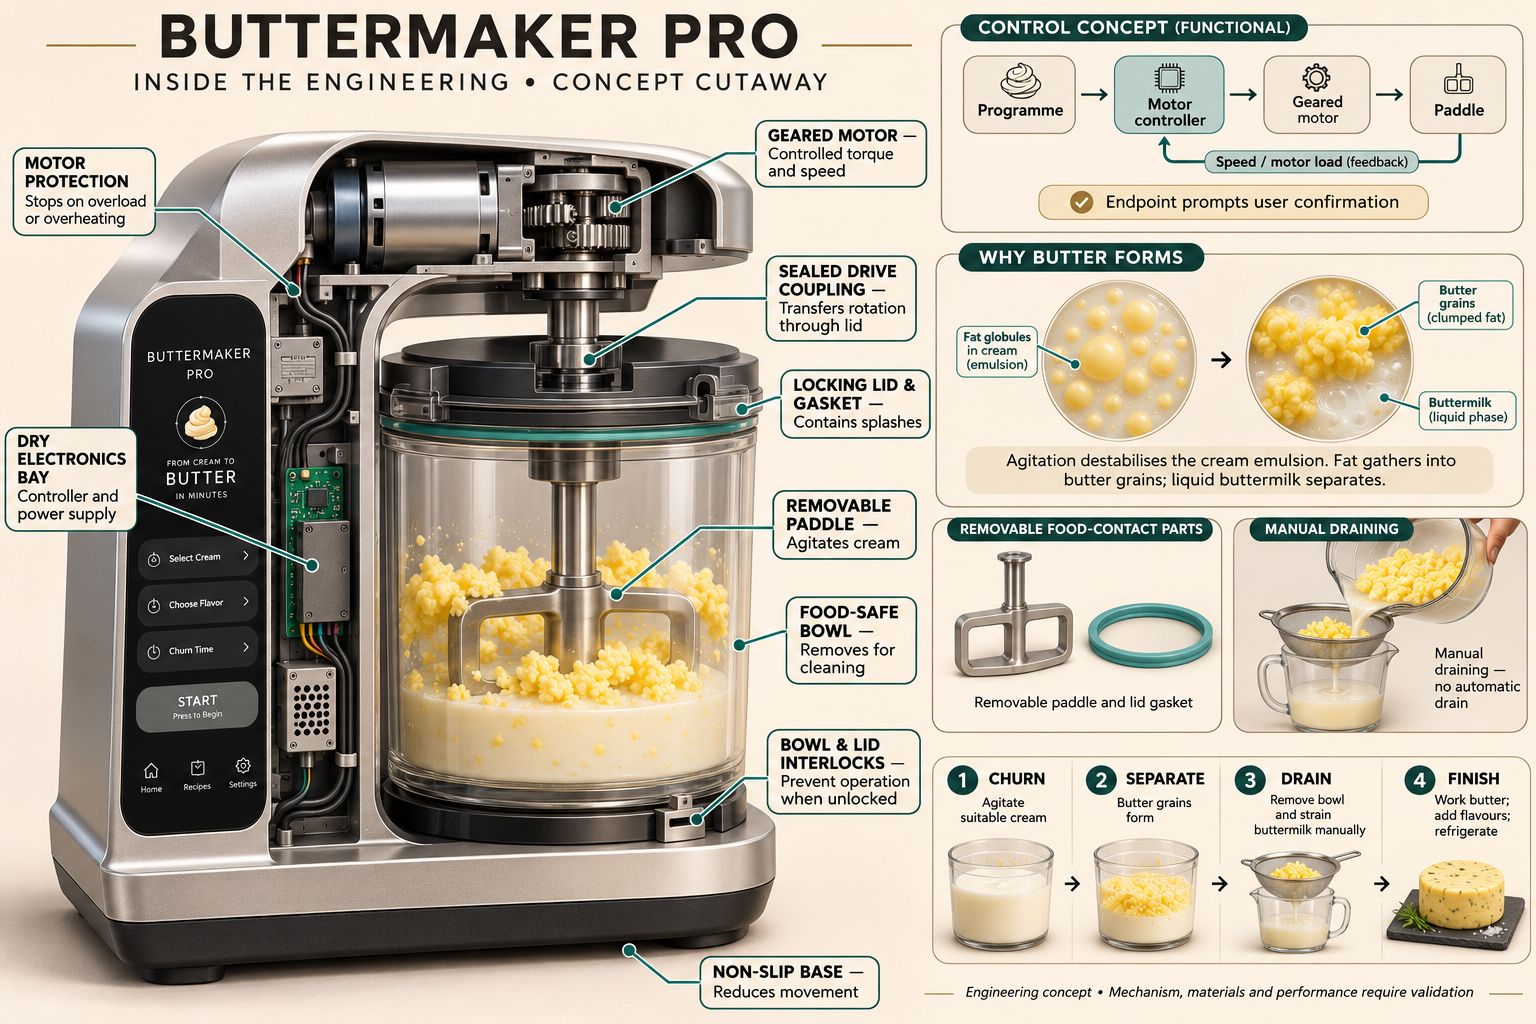 BUTTERMAKER PRO
INSIDE THE ENGINEERING • CONCEPT CUTAWAY
MOTOR
PROTECTION
Stops on overload
or overheating
DRY
ELECTRONICS
BAY
Controller and
power supply
BUTTERMAKER
PRO
FROM CREAM TO
BUTTER
IN MINUTES
Select Cream
Choose Flavor
Churn Time
START
Press to Begin
Home
Recipes
Settings
GEARED MOTOR —
Controlled torque
and speed
SEALED DRIVE
COUPLING —
Transfers rotation
through lid
LOCKING LID &
GASKET —
Contains splashes
REMOVABLE
PADDLE —
Agitates cream
FOOD-SAFE
BOWL —
Removes for
cleaning
BOWL & LID
INTERLOCKS —
Prevent operation
when unlocked
NON-SLIP BASE —
Reduces movement
CONTROL CONCEPT (FUNCTIONAL)
Programme
Motor
controller
Geared
motor
Paddle
Speed / motor load (feedback)
Endpoint prompts user confirmation
WHY BUTTER FORMS
Fat globules
in cream
(emulsion)
Butter
grains
(clumped fat)
Buttermilk
(liquid phase)
Agitation destabilises the cream emulsion. Fat gathers into
butter grains; liquid buttermilk separates.
REMOVABLE FOOD-CONTACT PARTS
Removable paddle and lid gasket
MANUAL DRAINING
Manual
draining —
no automatic
drain
1 CHURN
Agitate
suitable cream
2 SEPARATE
Butter grains
form
3 DRAIN
Remove bowl
and strain
buttermilk manually
4 FINISH
Work butter;
add flavours;
refrigerate
Engineering concept • Mechanism, materials and performance require validation